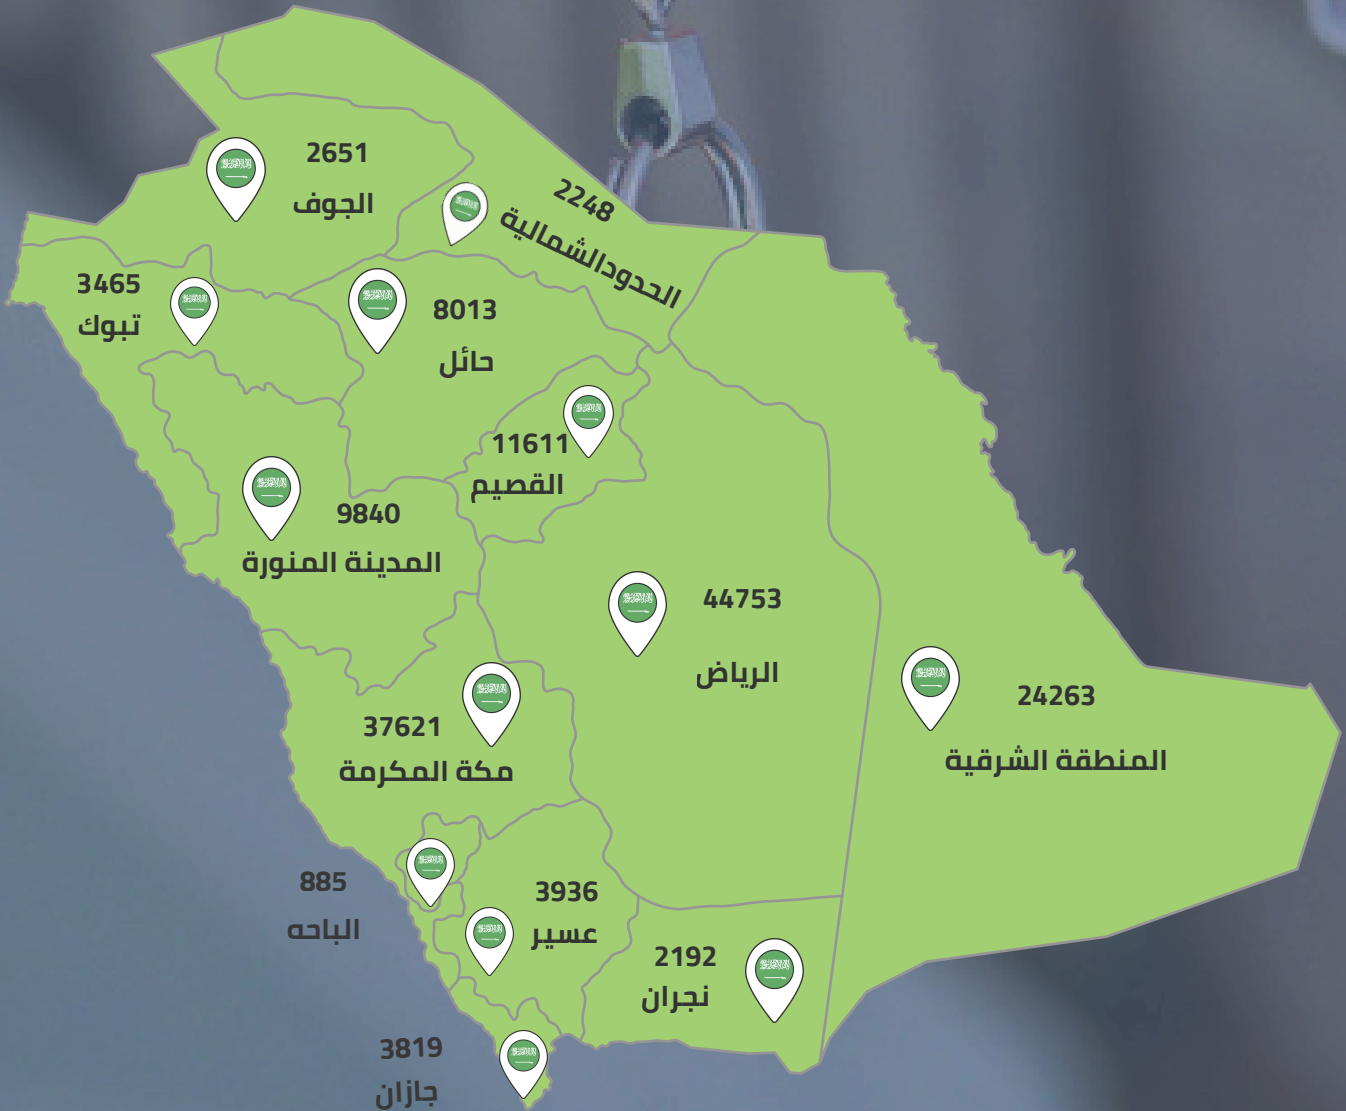 2651
الجوف
2248
الحدودالشمالية
3465
تبوك
8013
حائل
11611
القصيم
9840
المدينة المنورة
44753
الرياض
24263
المنطقة الشرقية
37621
مكة المكرمة
885
الباحه
3936
عسير
2192
نجران
3819
جازان